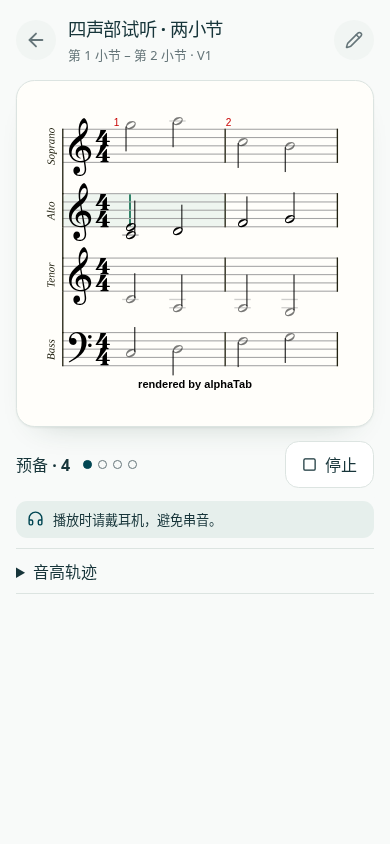 四声部试听 · 两小节
第 1 小节 – 第 2 小节 · V1
1
2
Soprano
Alto
Tenor
Bass
rendered by alphaTab
预备 · 4
停止
播放时请戴耳机，避免串音。
音高轨迹